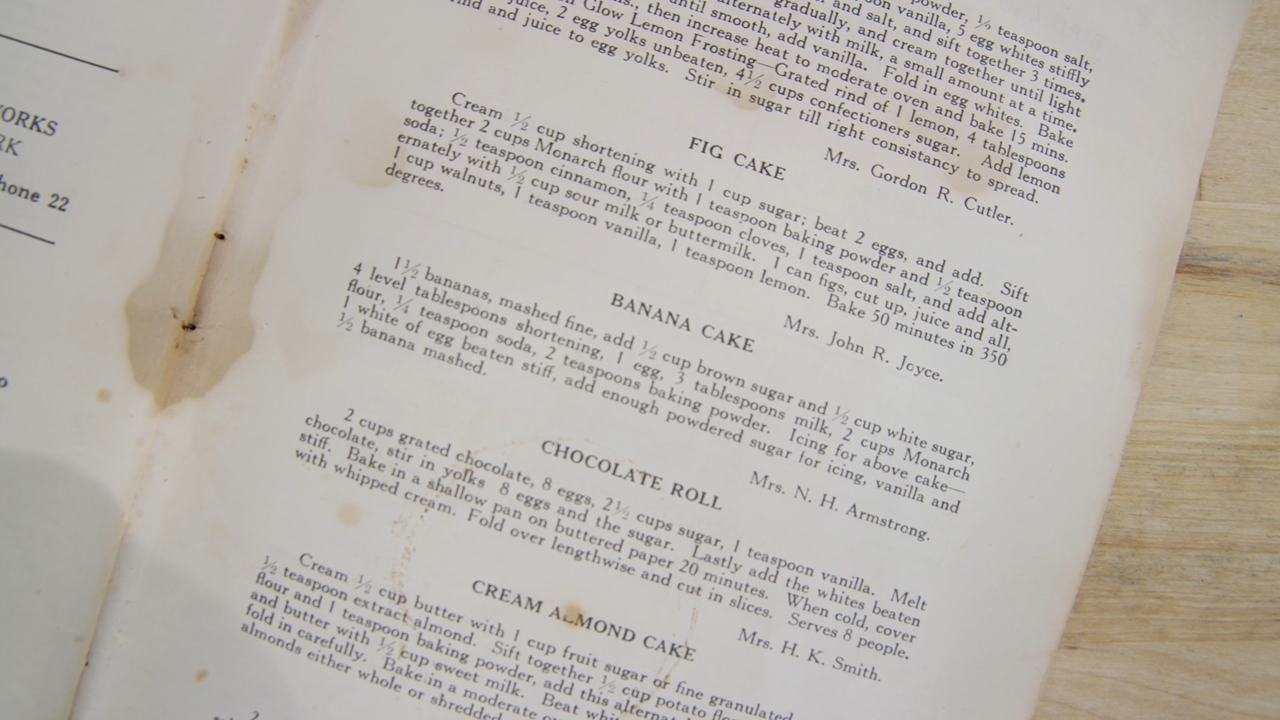 ORKS
RK
hone 22
powder, 1/2 teaspoon salt,
vanilla, 5 egg whites stiffly
gradually, and salt, and sift together 3 times.
alternately with milk, and cream together until light
until smooth, add vanilla. a small amount at a time.
then increase heat to moderate oven and bake 15 mins. Fold in egg whites. Bake
Glow Lemon Frosting—Grated rind of 1 lemon, 4 tablespoons
juice, 2 egg yolks unbeaten, 4½ cups confectioners sugar. Add lemon
rind and juice to egg yolks. Stir in sugar till right consistancy to spread.
Mrs. Gordon R. Cutler.
FIG CAKE
Cream ½ cup shortening with 1 cup sugar; beat 2 eggs, and add. Sift
together 2 cups Monarch flour with 1 teaspoon baking powder and ½ teaspoon
soda; ½ teaspoon cinnamon, ¼ teaspoon cloves, 1 teaspoon salt, and add alt-
ernately with ½ cup sour milk or buttermilk. 1 can figs, cut up, juice and all,
1 cup walnuts, 1 teaspoon vanilla, 1 teaspoon lemon. Bake 50 minutes in 350
degrees.
Mrs. John R. Joyce.
BANANA CAKE
1½ bananas, mashed fine, add ½ cup brown sugar and ½ cup white sugar,
4 level tablespoons shortening, 1 egg, 3 tablespoons milk, 2 cups Monarch
flour, ¼ teaspoon soda, 2 teaspoons baking powder. Icing for above cake—
1 white of egg beaten stiff, add enough powdered sugar for icing, vanilla and
½ banana mashed.
Mrs. N. H. Armstrong.
CHOCOLATE ROLL
2 cups grated chocolate, 8 eggs, 2½ cups sugar, 1 teaspoon vanilla. Melt
chocolate, stir in yolks 8 eggs and the sugar. Lastly add the whites beaten
stiff. Bake in a shallow pan on buttered paper 20 minutes. When cold, cover
with whipped cream. Fold over lengthwise and cut in slices. Serves 8 people.
Mrs. H. K. Smith.
CREAM ALMOND CAKE
Cream ½ cup butter with 1 cup fruit sugar or fine granulated
½ teaspoon extract almond. Sift together ½ cup potato
flour and 1 teaspoon baking powder, add this
and butter with ½ cup sweet milk. Beat
fold in carefully. Bake in a moderate
almonds either whole or shredded